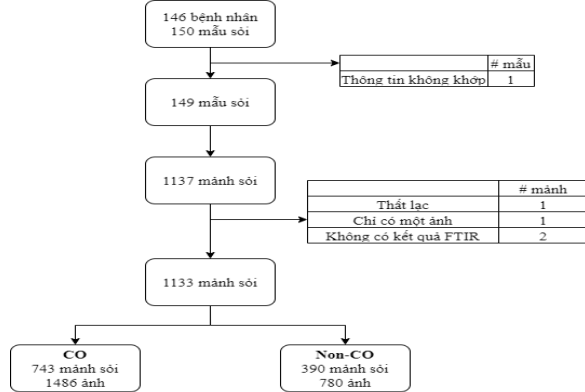 146 bệnh nhân
150 mẫu sỏi
# mẫu
Thông tin không khớp 1
149 mẫu sỏi
1137 mảnh sỏi
# mảnh
Thất lạc 1
Chỉ có một ảnh 1
Không có kết quả FTIR 2
1133 mảnh sỏi
CO
743 mảnh sỏi
1486 ảnh
Non-CO
390 mảnh sỏi
780 ảnh